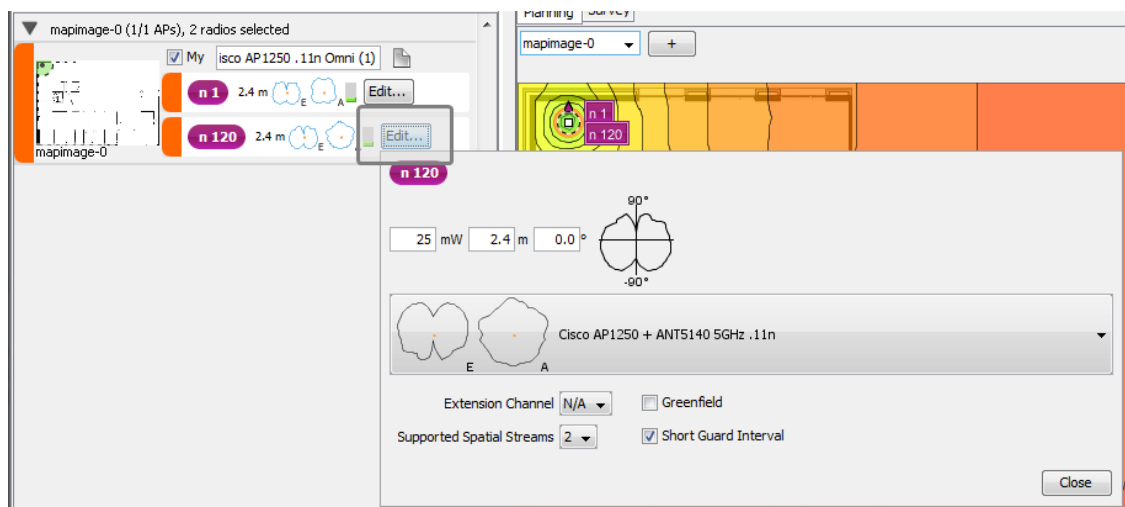 mapimage-0 (1/1 APs), 2 radios selected
My isco AP1250 .11n Omni (1)
n 1 2.4 m E A Edit...
n 120 2.4 m E Edit...
mapimage-0
Planning Survey
mapimage-0 +
n 1
n 120
n 120
90°
25 mW 2.4 m 0.0 °
-90°
E A Cisco AP1250 + ANT5140 5GHz .11n
Extension Channel N/A Greenfield
Supported Spatial Streams 2 Short Guard Interval
Close